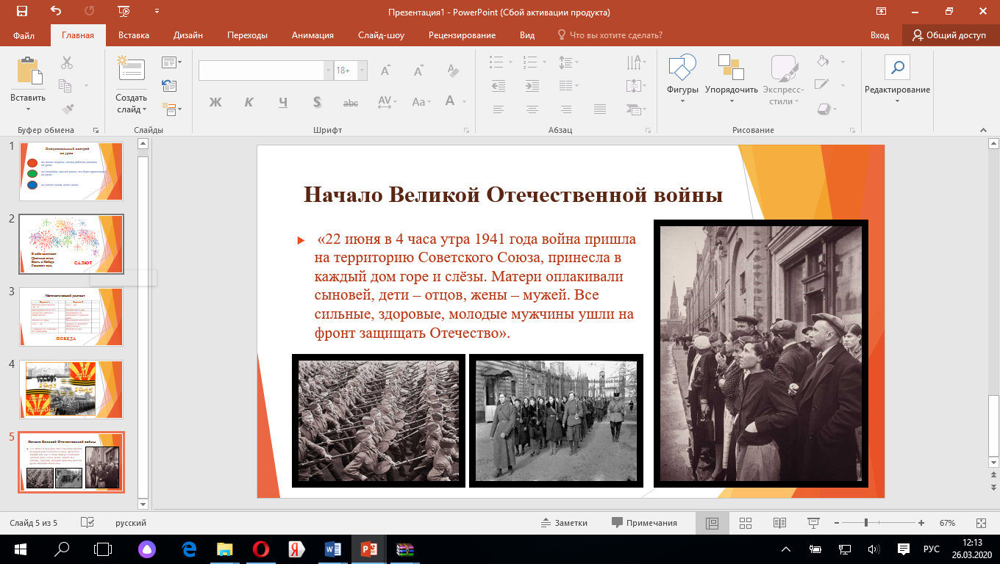 Презентация1 - PowerPoint (Сбой активации продукта)
Файл
Главная
Вставка
Дизайн
Переходы
Анимация
Слайд-шоу
Рецензирование
Вид
Что вы хотите сделать?
Вход
Общий доступ
Вставить
Создать
слайд
18+
Ж К Ч S abc AV Aa A
Фигуры
Упорядочить
Экспресс-
стили
Редактирование
Буфер обмена
Слайды
Шрифт
Абзац
Рисование
1
2
САЛЮТ
3
ПОБЕДА
4
5
Начало Великой Отечественной войны
Начало Великой Отечественной войны
«22 июня в 4 часа утра 1941 года война пришла
на территорию Советского Союза, принесла в
каждый дом горе и слёзы. Матери оплакивали
сыновей, дети – отцов, жены – мужей. Все
сильные, здоровые, молодые мужчины ушли на
фронт защищать Отечество».
Слайд 5 из 5
русский
Заметки
Примечания
67%
РУС
12:13
26.03.2020